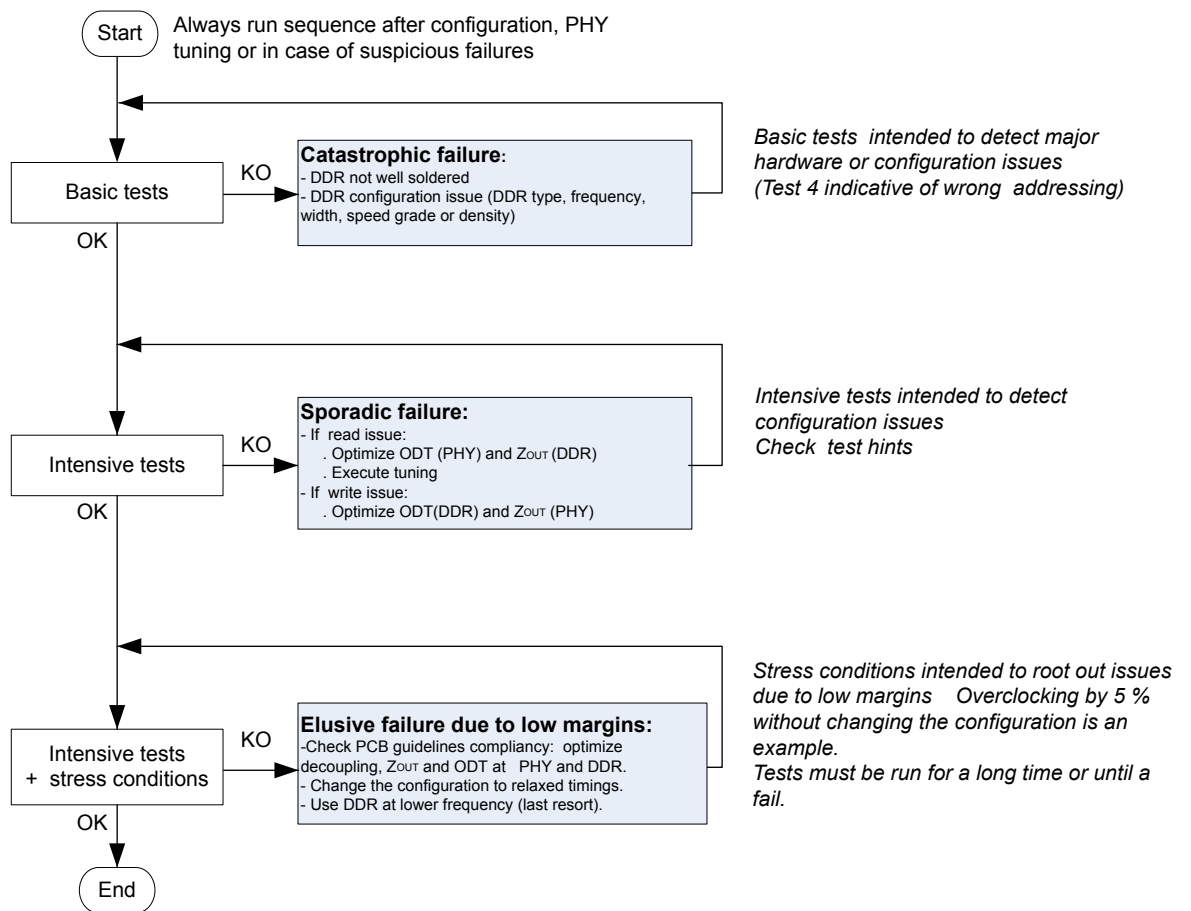 Start
Always run sequence after configuration, PHY
tuning or in case of suspicious failures
Basic tests
KO
OK
Catastrophic failure:
- DDR not well soldered
- DDR configuration issue (DDR type, frequency,
width, speed grade or density)
Basic tests intended to detect major
hardware or configuration issues
(Test 4 indicative of wrong addressing)
Intensive tests
KO
OK
Sporadic failure:
- If read issue:
. Optimize ODT (PHY) and ZOUT (DDR)
. Execute tuning
- If write issue:
. Optimize ODT(DDR) and ZOUT (PHY)
Intensive tests intended to detect
configuration issues
Check test hints
Intensive tests
+ stress conditions
KO
OK
Elusive failure due to low margins:
-Check PCB guidelines compliancy: optimize
decoupling, ZOUT and ODT at PHY and DDR.
- Change the configuration to relaxed timings.
- Use DDR at lower frequency (last resort).
Stress conditions intended to root out issues
due to low margins Overclocking by 5 %
without changing the configuration is an
example.
Tests must be run for a long time or until a
fail.
End